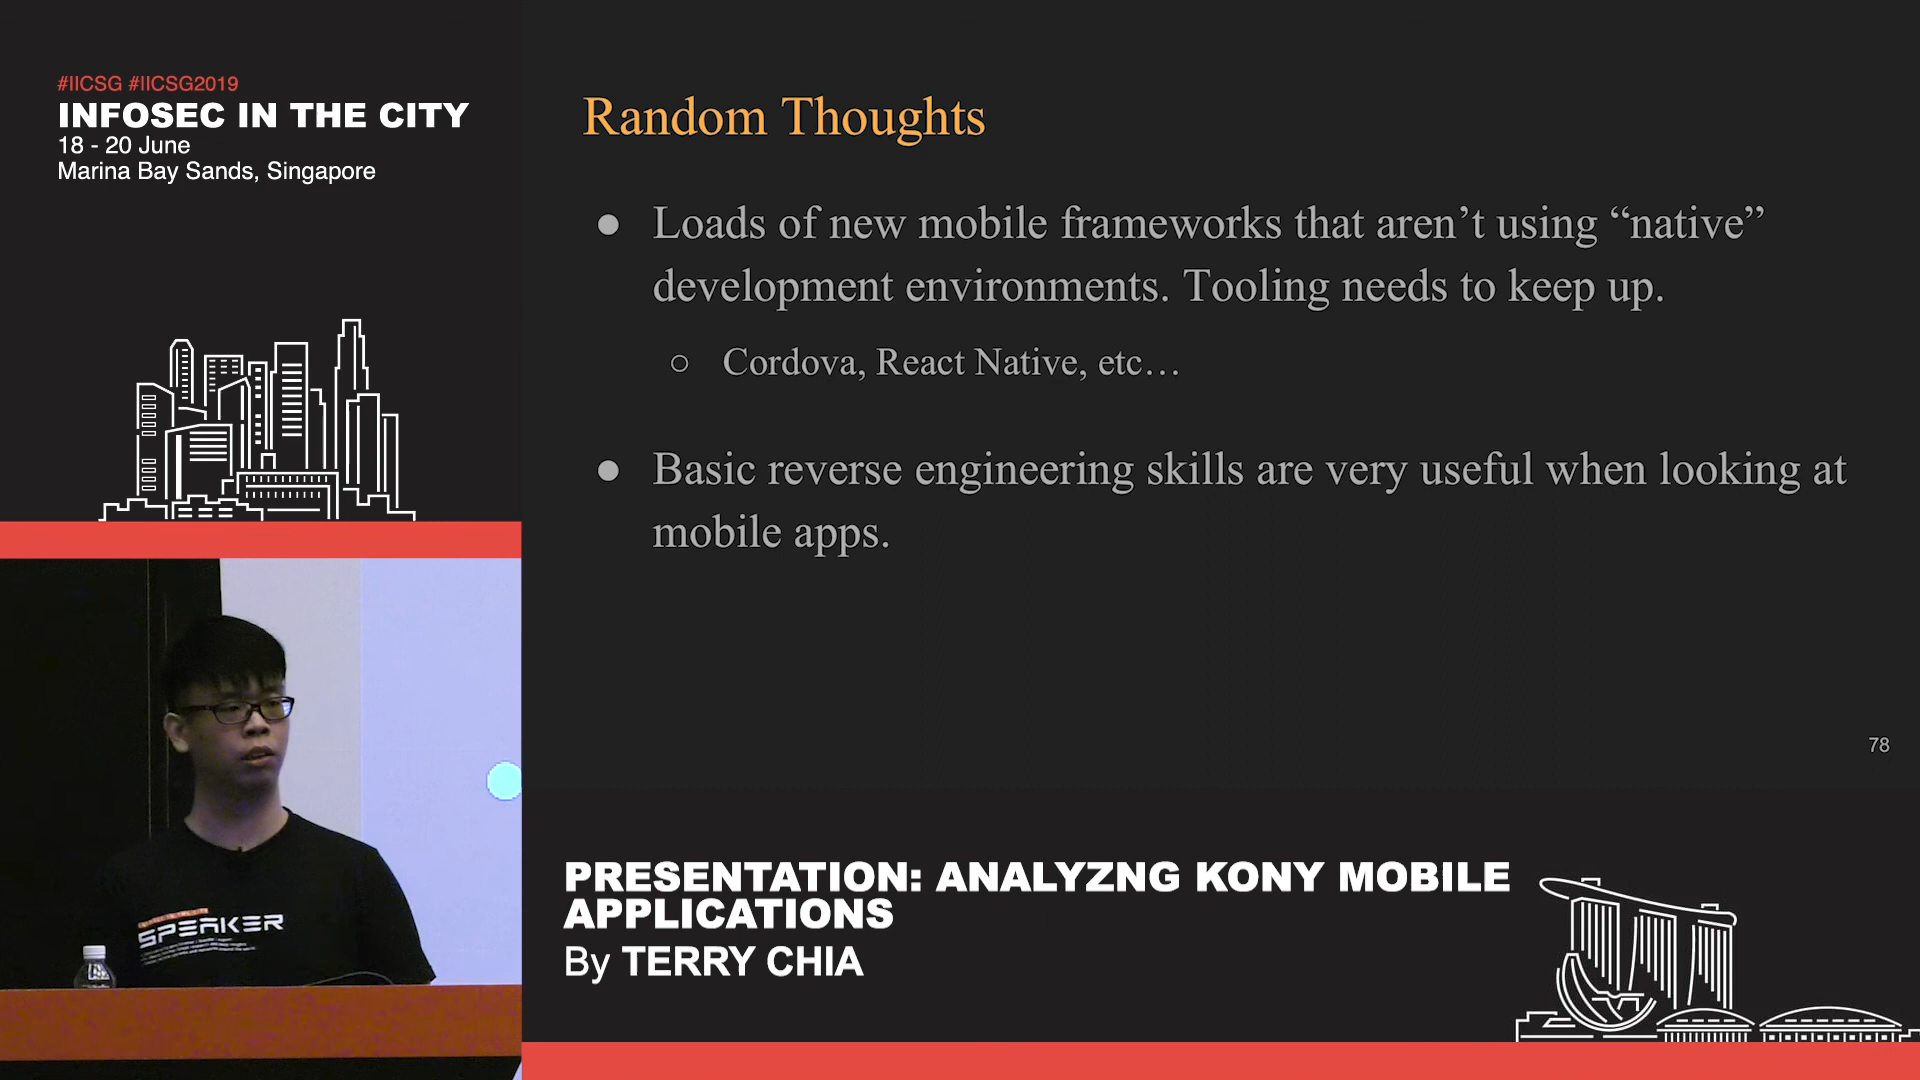 #IICSG #IICSG2019
INFOSEC IN THE CITY
18 - 20 June
Marina Bay Sands, Singapore
Random Thoughts
● Loads of new mobile frameworks that aren’t using “native”
development environments. Tooling needs to keep up.
○ Cordova, React Native, etc…
● Basic reverse engineering skills are very useful when looking at
mobile apps.
78
SPEAKER
PRESENTATION: ANALYZNG KONY MOBILE
APPLICATIONS
By TERRY CHIA